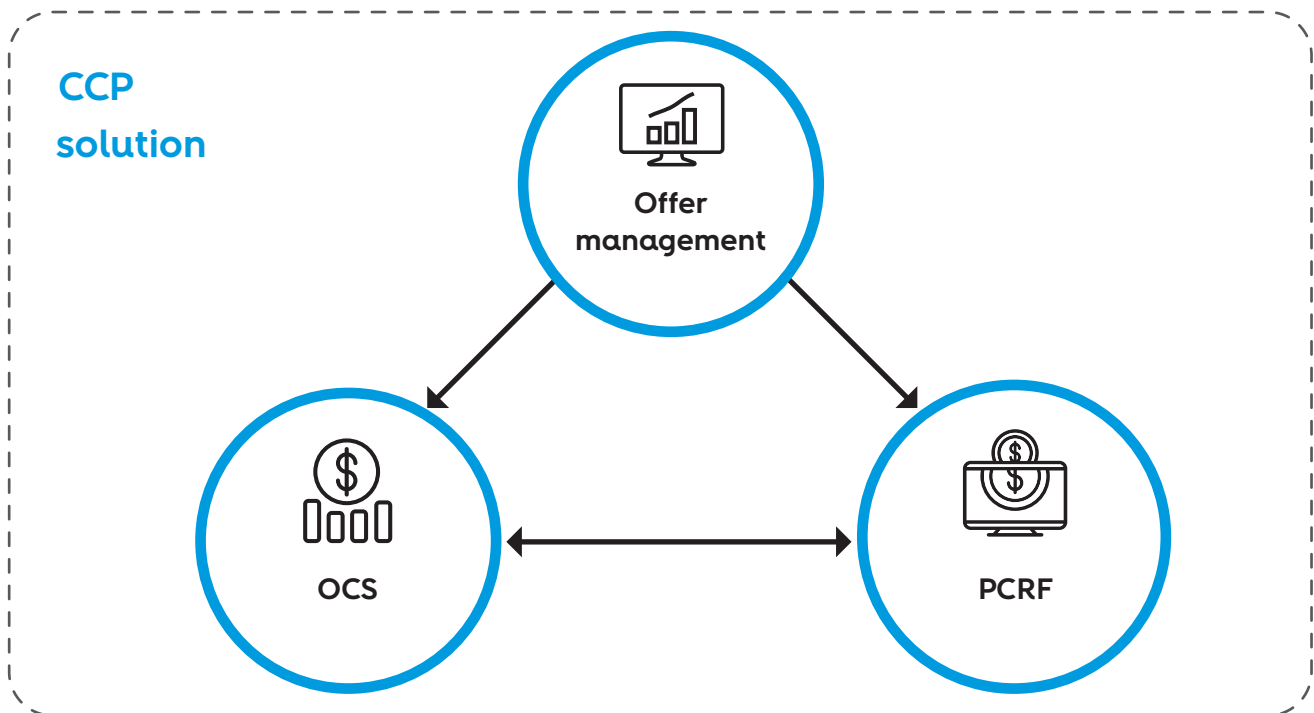 CCP
solution
Offer
management
OCS
PCRF